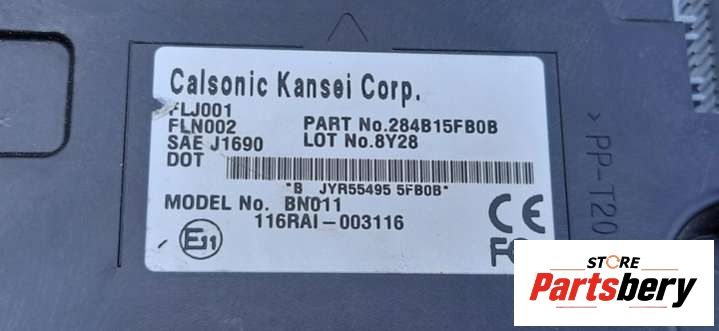 Calsonic Kansei Corp.
FLJ001
FLN002 PART No.284B15FB0B
SAE J1690 LOT No.8Y28
DOT
*B JYR55495 5FB0B*
MODEL No. BN011
116RAI-003116
E11
CE
>PP-T20
STORE
Partsbery